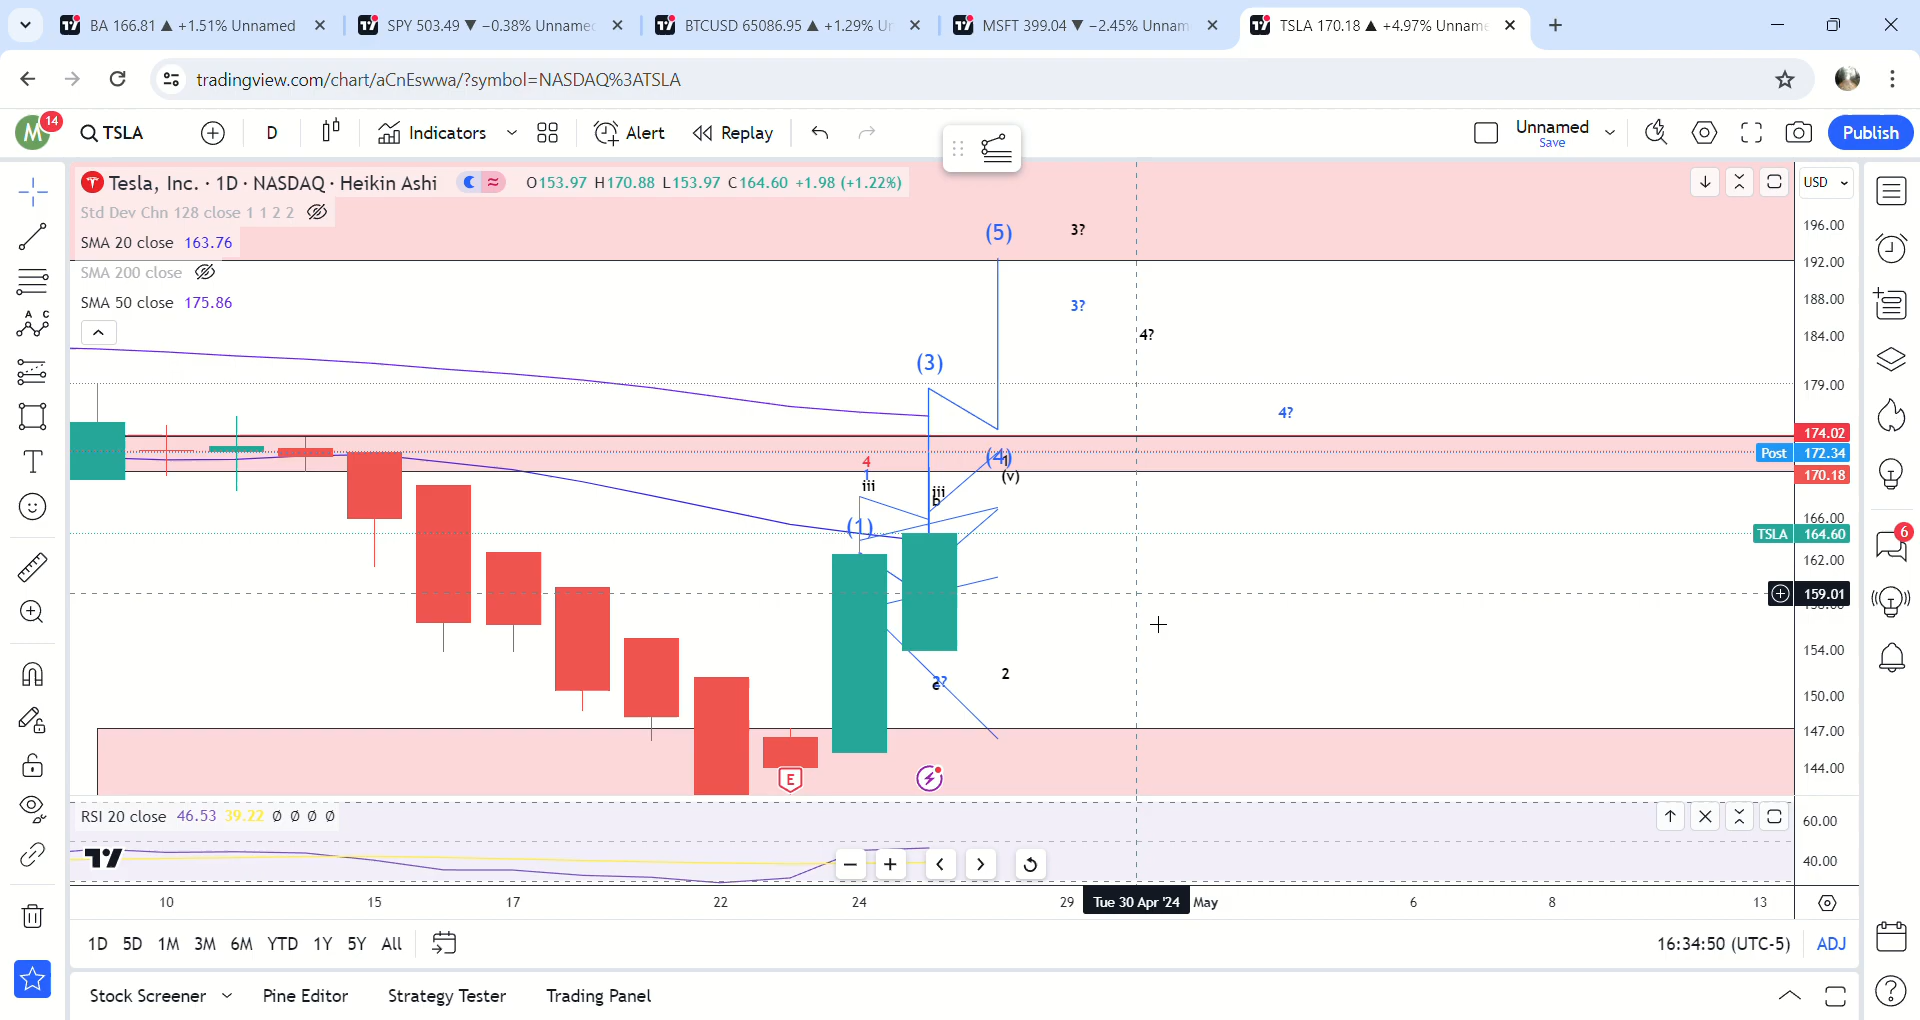 BA 166.81 ▲ +1.51% Unnamed
SPY 503.49 ▼ −0.38% Unname
BTCUSD 65086.95 ▲ +1.29% U
MSFT 399.04 ▼ −2.45% Unnam
TSLA 170.18 ▲ +4.97% Unname
tradingview.com/chart/aCnEswwa/?symbol=NASDAQ%3ATSLA
M
14
TSLA
D
Indicators
Alert
Replay
Unnamed
Save
Publish
Tesla, Inc. · 1D · NASDAQ · Heikin Ashi
O153.97 H170.88 L153.97 C164.60 +1.98 (+1.22%)
USD
Std Dev Chn 128 close 1 1 2 2
SMA 20 close 163.76
SMA 200 close
SMA 50 close 175.86
(5)
3?
3?
4?
(3)
4?
4
1
iii
(4)
1
(v)
iii
b
(1)
2?
2
E
196.00
192.00
188.00
184.00
179.00
174.02
Post 172.34
170.18
166.00
TSLA 164.60
162.00
159.01
154.00
150.00
147.00
144.00
6
RSI 20 close 46.53 39.22 Ø Ø Ø Ø
60.00
40.00
10
15
17
22
24
29
Tue 30 Apr '24
May
6
8
13
1D 5D 1M 3M 6M YTD 1Y 5Y All
16:34:50 (UTC-5)
ADJ
Stock Screener
Pine Editor
Strategy Tester
Trading Panel